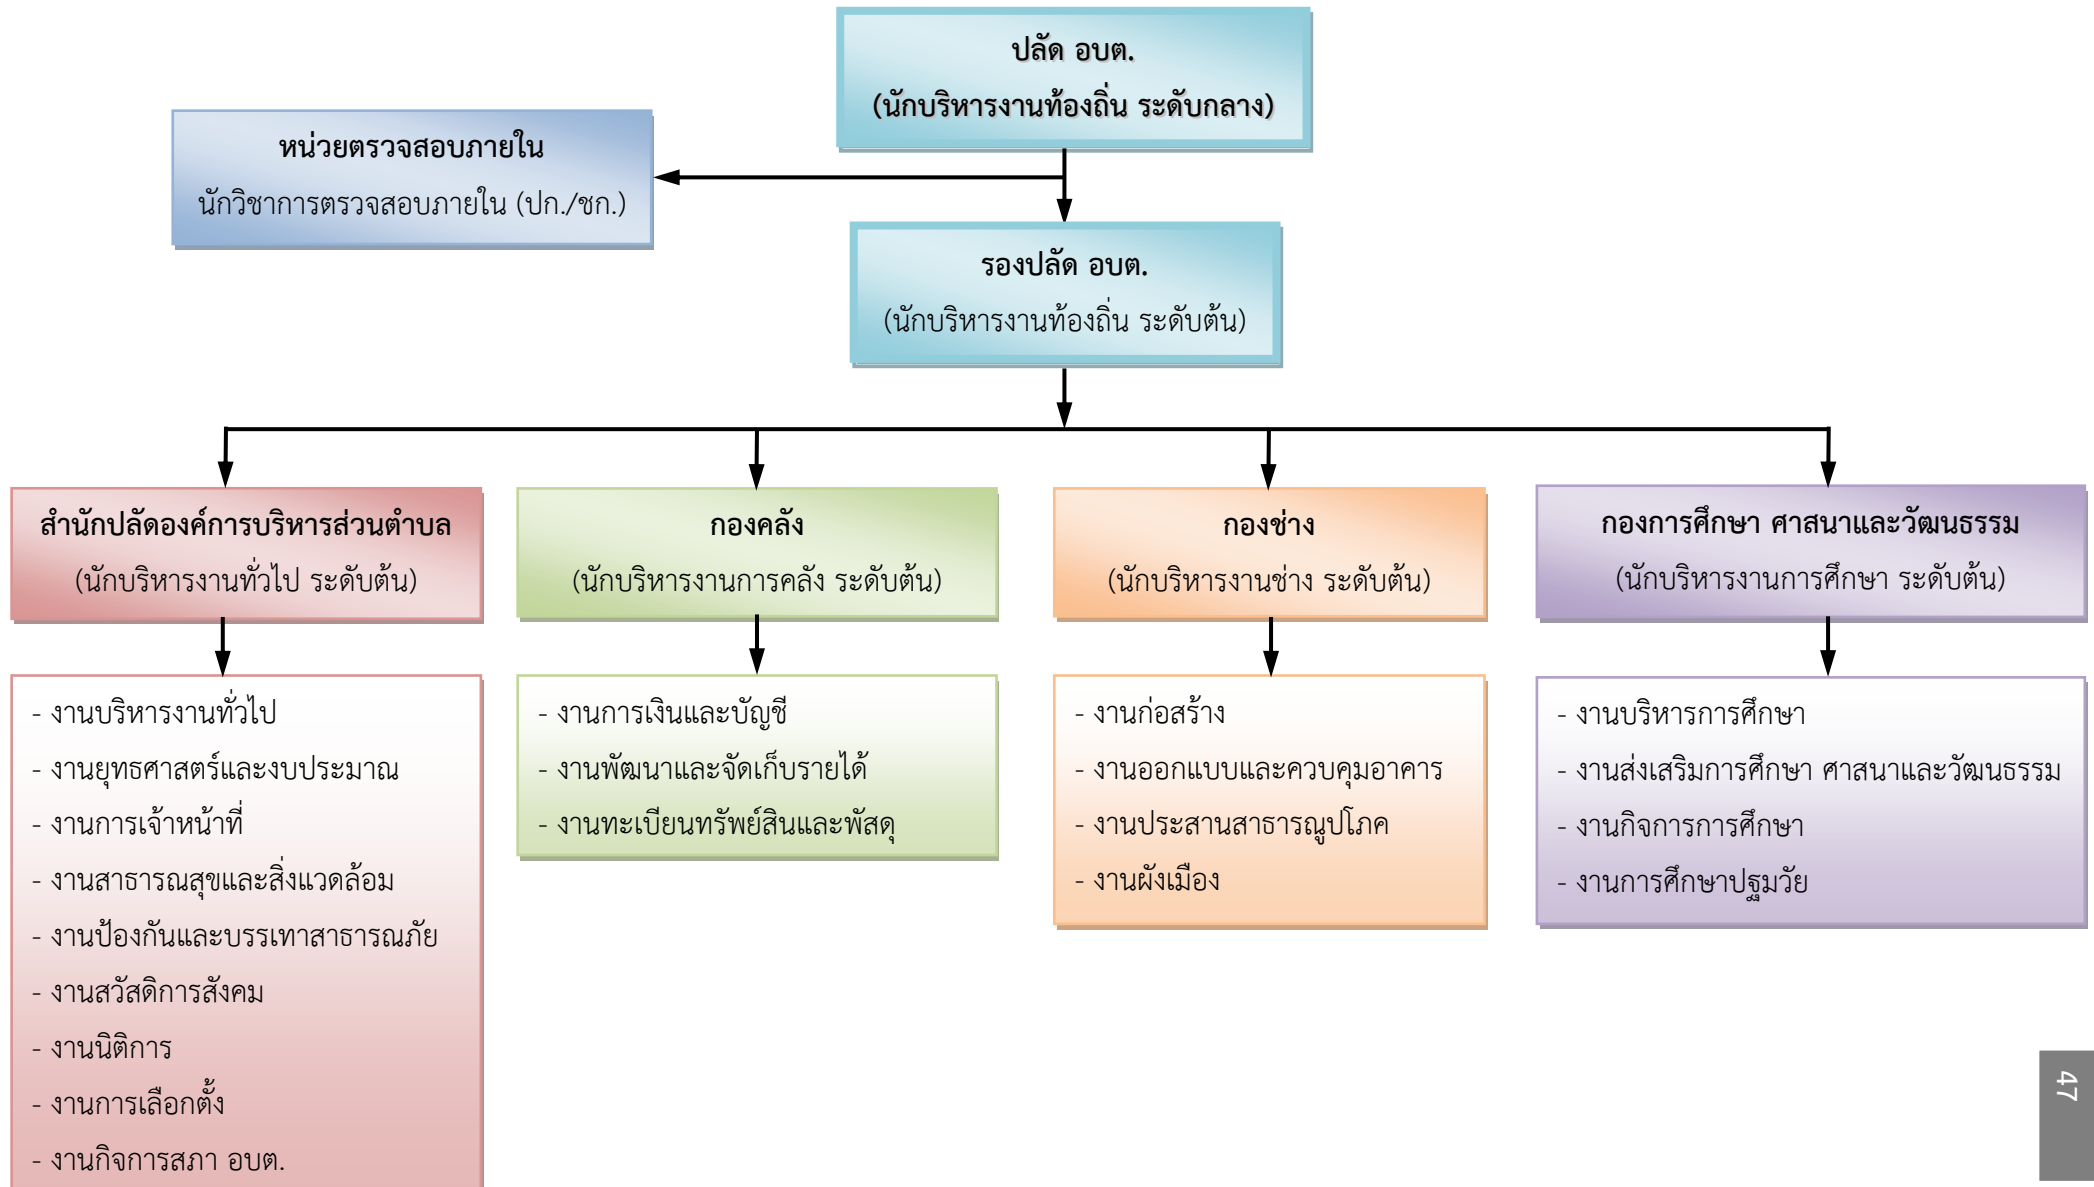 ปลัด อบต.
(นักบริหารงานท้องถิ่น ระดับกลาง)
หน่วยตรวจสอบภายใน
นักวิชาการตรวจสอบภายใน (ปก./ชก.)
รองปลัด อบต.
(นักบริหารงานท้องถิ่น ระดับต้น)
สำนักปลัดองค์การบริหารส่วนตำบล
(นักบริหารงานทั่วไป ระดับต้น)
กองคลัง
(นักบริหารงานการคลัง ระดับต้น)
กองช่าง
(นักบริหารงานช่าง ระดับต้น)
กองการศึกษา ศาสนาและวัฒนธรรม
(นักบริหารงานการศึกษา ระดับต้น)
- งานบริหารงานทั่วไป
- งานยุทธศาสตร์และงบประมาณ
- งานการเจ้าหน้าที่
- งานสาธารณสุขและสิ่งแวดล้อม
- งานป้องกันและบรรเทาสาธารณภัย
- งานสวัสดิการสังคม
- งานนิติการ
- งานการเลือกตั้ง
- งานกิจการสภา อบต.
- งานการเงินและบัญชี
- งานพัฒนาและจัดเก็บรายได้
- งานทะเบียนทรัพย์สินและพัสดุ
- งานก่อสร้าง
- งานออกแบบและควบคุมอาคาร
- งานประสานสาธารณูปโภค
- งานผังเมือง
- งานบริหารการศึกษา
- งานส่งเสริมการศึกษา ศาสนาและวัฒนธรรม
- งานกิจการการศึกษา
- งานการศึกษาปฐมวัย
47